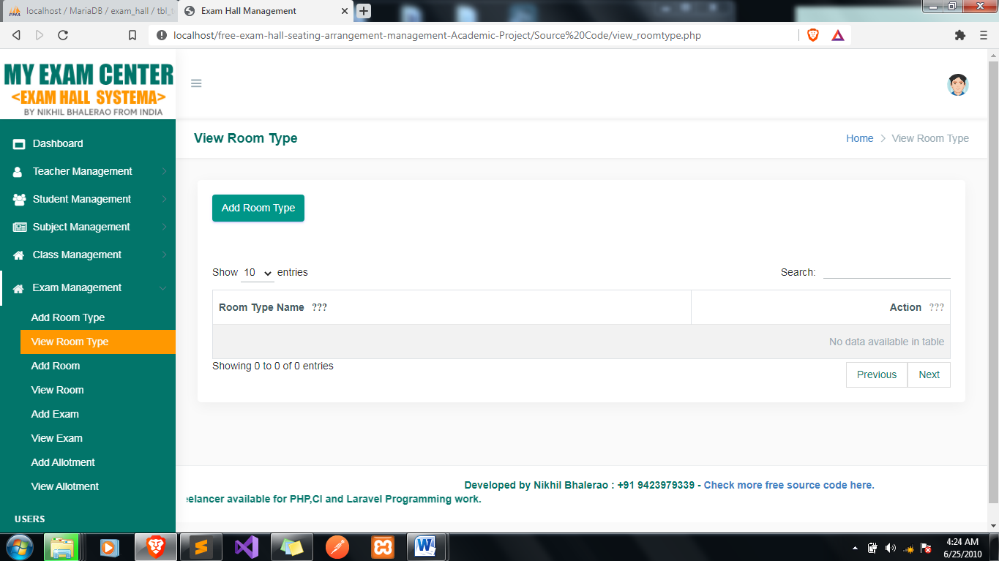 localhost / MariaDB / exam_hall / tbl_
Exam Hall Management
localhost/free-exam-hall-seating-arrangement-management-Academic-Project/Source%20Code/view_roomtype.php
MY EXAM CENTER
<EXAM HALL SYSTEMA>
BY NIKHIL BHALERAO FROM INDIA
Dashboard
Teacher Management
Student Management
Subject Management
Class Management
Exam Management
Add Room Type
View Room Type
Add Room
View Room
Add Exam
View Exam
Add Allotment
View Allotment
USERS
View Room Type
Home > View Room Type
Add Room Type
Show 10 entries
Search:
Room Type Name ???
Action ???
No data available in table
Showing 0 to 0 of 0 entries
Previous Next
Developed by Nikhil Bhalerao : +91 9423979339 - Check more free source code here.
eelancer available for PHP,CI and Laravel Programming work.
4:24 AM
6/25/2010